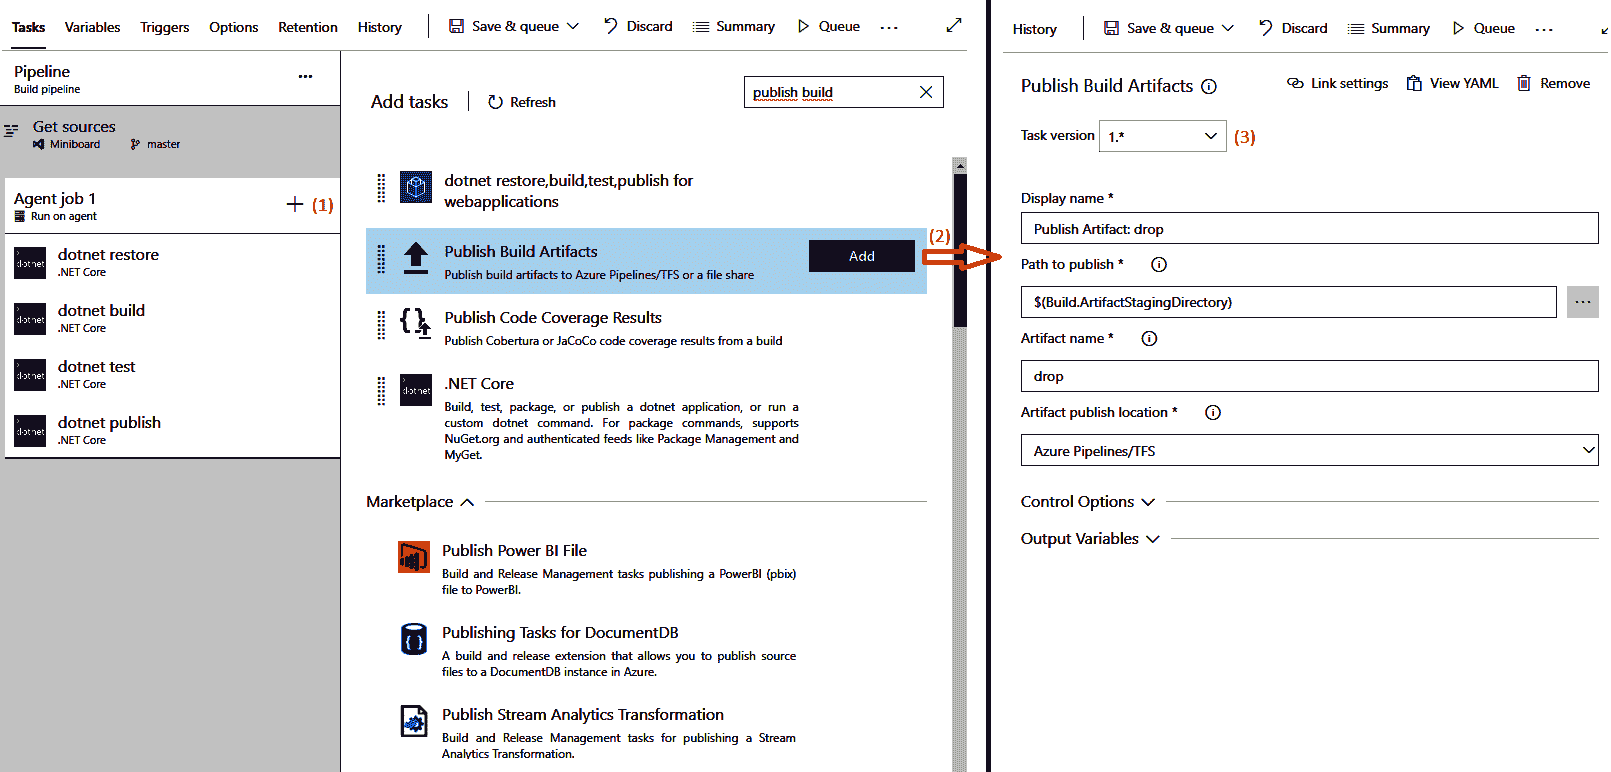 Tasks Variables Triggers Options Retention History Save & queue Discard Summary Queue ...
Pipeline ...
Build pipeline
Get sources
Miniboard master
Agent job 1 + (1)
Run on agent
dotnet restore
.NET Core
dotnet build
.NET Core
dotnet test
.NET Core
dotnet publish
.NET Core
Add tasks Refresh publish build
dotnet restore,build,test,publish for
webapplications
Publish Build Artifacts Add (2)
Publish build artifacts to Azure Pipelines/TFS or a file share
Publish Code Coverage Results
Publish Cobertura or JaCoCo code coverage results from a build
.NET Core
Build, test, package, or publish a dotnet application, or run a
custom dotnet command. For package commands, supports
NuGet.org and authenticated feeds like Package Management and
MyGet.
Marketplace
Publish Power BI File
Build and Release Management tasks publishing a PowerBI (pbix)
file to PowerBI.
Publishing Tasks for DocumentDB
A build and release extension that allows you to publish source
files to a DocumentDB instance in Azure.
Publish Stream Analytics Transformation
Build and Release Management tasks for publishing a Stream
Analytics Transformation.
History Save & queue Discard Summary Queue ...
Publish Build Artifacts Link settings View YAML Remove
Task version 1.* (3)
Display name *
Publish Artifact: drop
Path to publish *
$(Build.ArtifactStagingDirectory) ...
Artifact name *
drop
Artifact publish location *
Azure Pipelines/TFS
Control Options
Output Variables